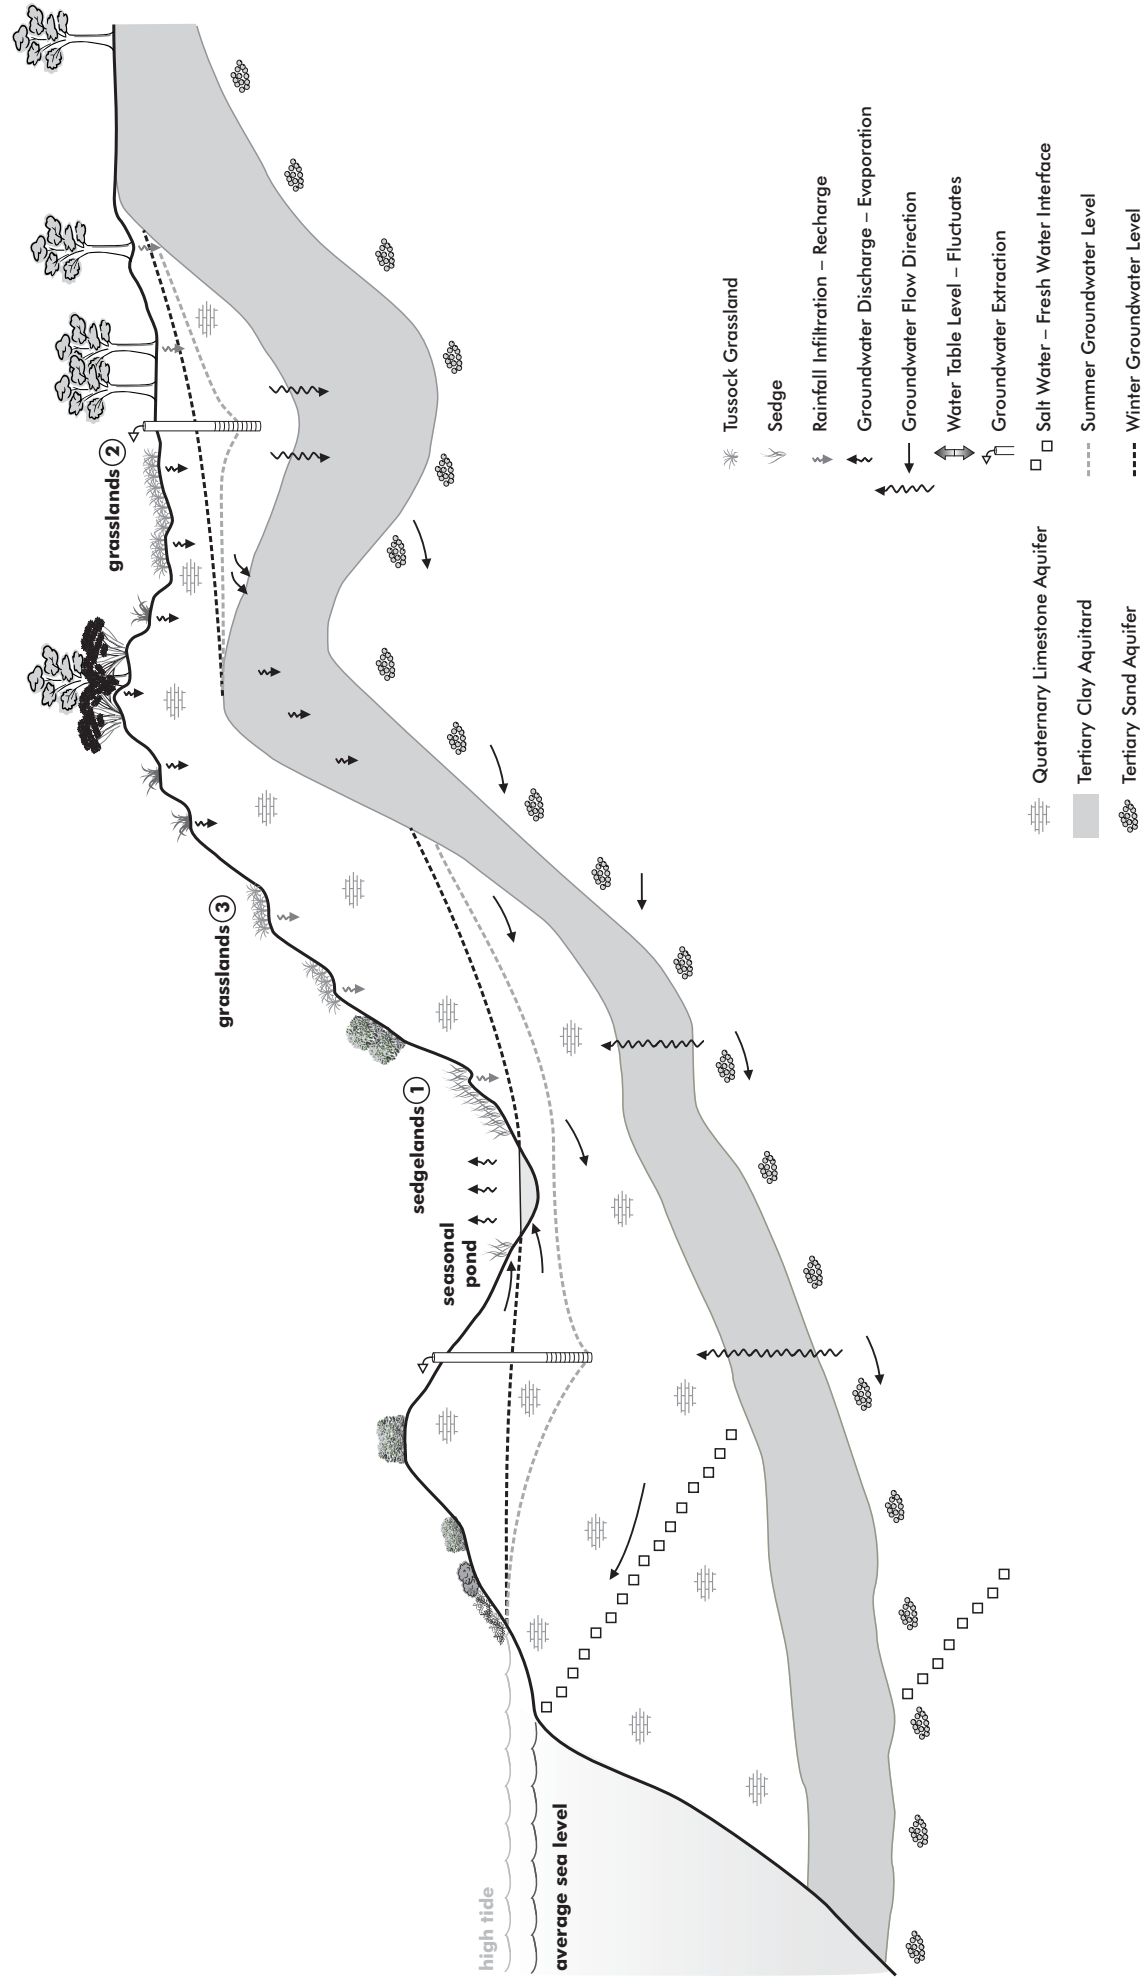 high tide
average sea level
seasonal
pond
sedgelands 1
grasslands 3
grasslands 2
Quaternary Limestone Aquifer
Tertiary Clay Aquitard
Tertiary Sand Aquifer
Tussock Grassland
Sedge
Rainfall Infiltration – Recharge
Groundwater Discharge – Evaporation
Groundwater Flow Direction
Water Table Level – Fluctuates
Groundwater Extraction
Salt Water – Fresh Water Interface
Summer Groundwater Level
Winter Groundwater Level